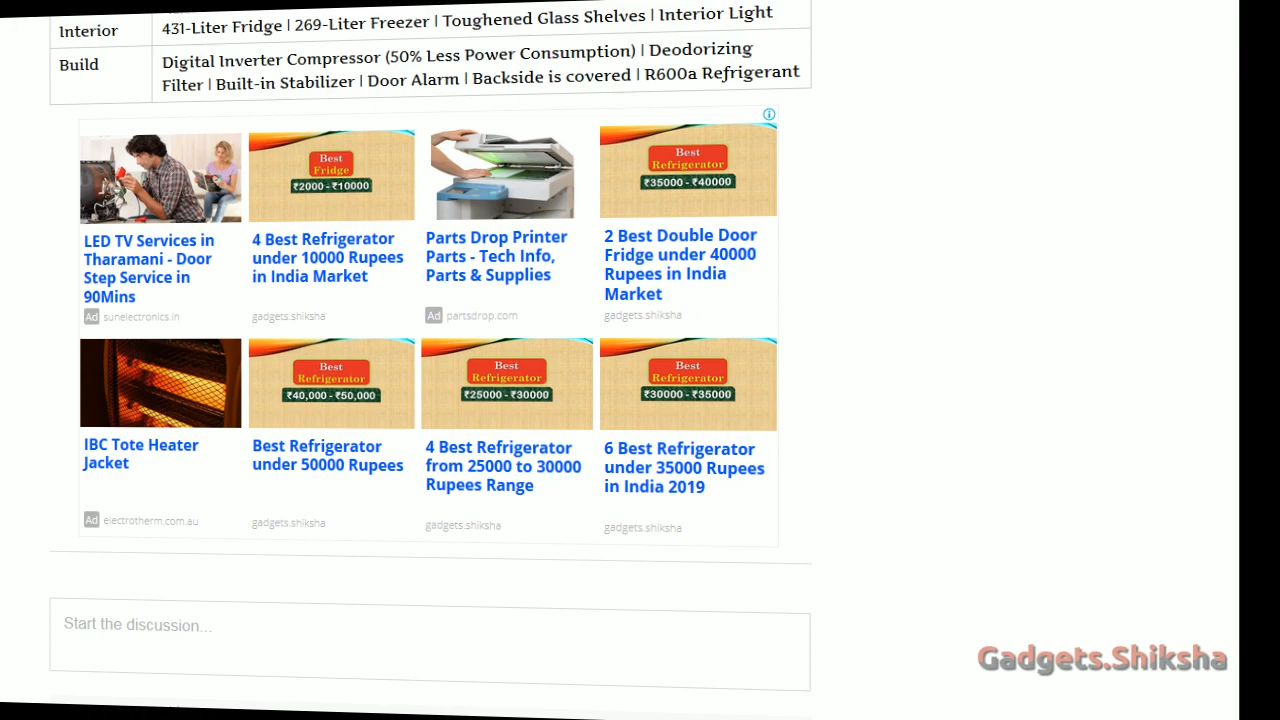 Interior
431-Liter Fridge | 269-Liter Freezer | Toughened Glass Shelves | Interior Light
Build
Digital Inverter Compressor (50% Less Power Consumption) | Deodorizing
Filter | Built-in Stabilizer | Door Alarm | Backside is covered | R600a Refrigerant
Best
Fridge
₹2000 - ₹10000
Best
Refrigerator
₹35000 - ₹40000
LED TV Services in
Tharamani - Door
Step Service in
90Mins
Ad sunelectronics.in
4 Best Refrigerator
under 10000 Rupees
in India Market
gadgets.shiksha
Parts Drop Printer
Parts - Tech Info,
Parts & Supplies
Ad partsdrop.com
2 Best Double Door
Fridge under 40000
Rupees in India
Market
gadgets.shiksha
Best
Refrigerator
₹40,000 - ₹50,000
Best
Refrigerator
₹25000 - ₹30000
Best
Refrigerator
₹30000 - ₹35000
IBC Tote Heater
Jacket
Ad electrotherm.com.au
Best Refrigerator
under 50000 Rupees
gadgets.shiksha
4 Best Refrigerator
from 25000 to 30000
Rupees Range
gadgets.shiksha
6 Best Refrigerator
under 35000 Rupees
in India 2019
gadgets.shiksha
Start the discussion...
Gadgets.Shiksha